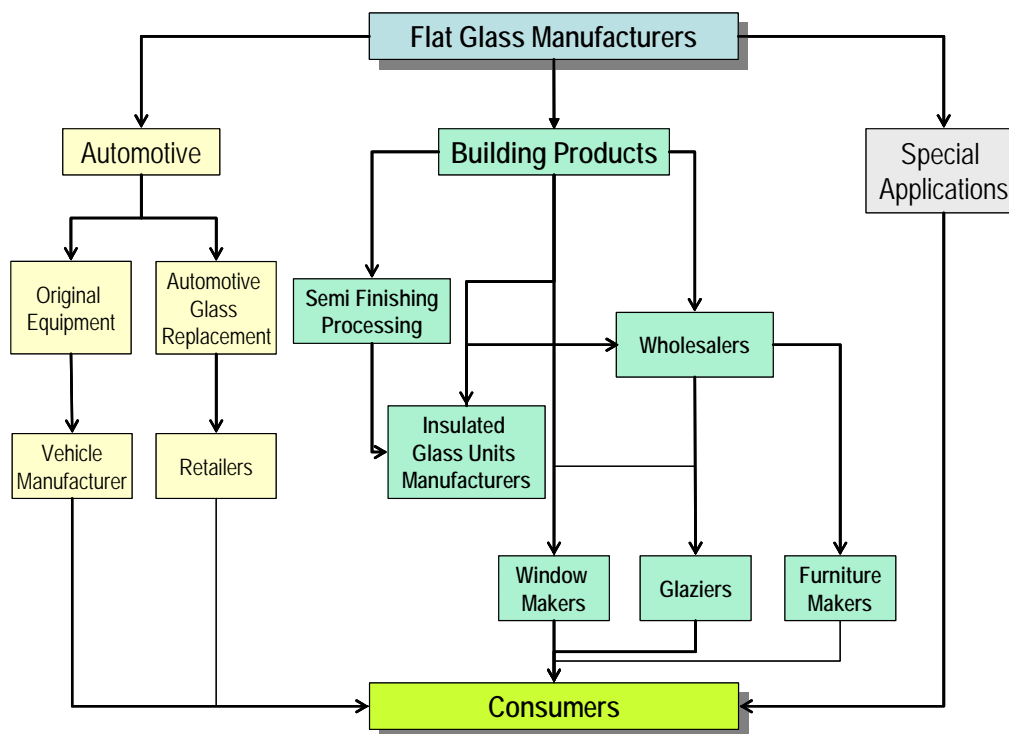 Flat Glass Manufacturers
Automotive
Building Products
Special
Applications
Original
Equipment
Automotive
Glass
Replacement
Semi Finishing
Processing
Wholesalers
Insulated
Glass Units
Manufacturers
Vehicle
Manufacturer
Retailers
Window
Makers
Glaziers
Furniture
Makers
Consumers